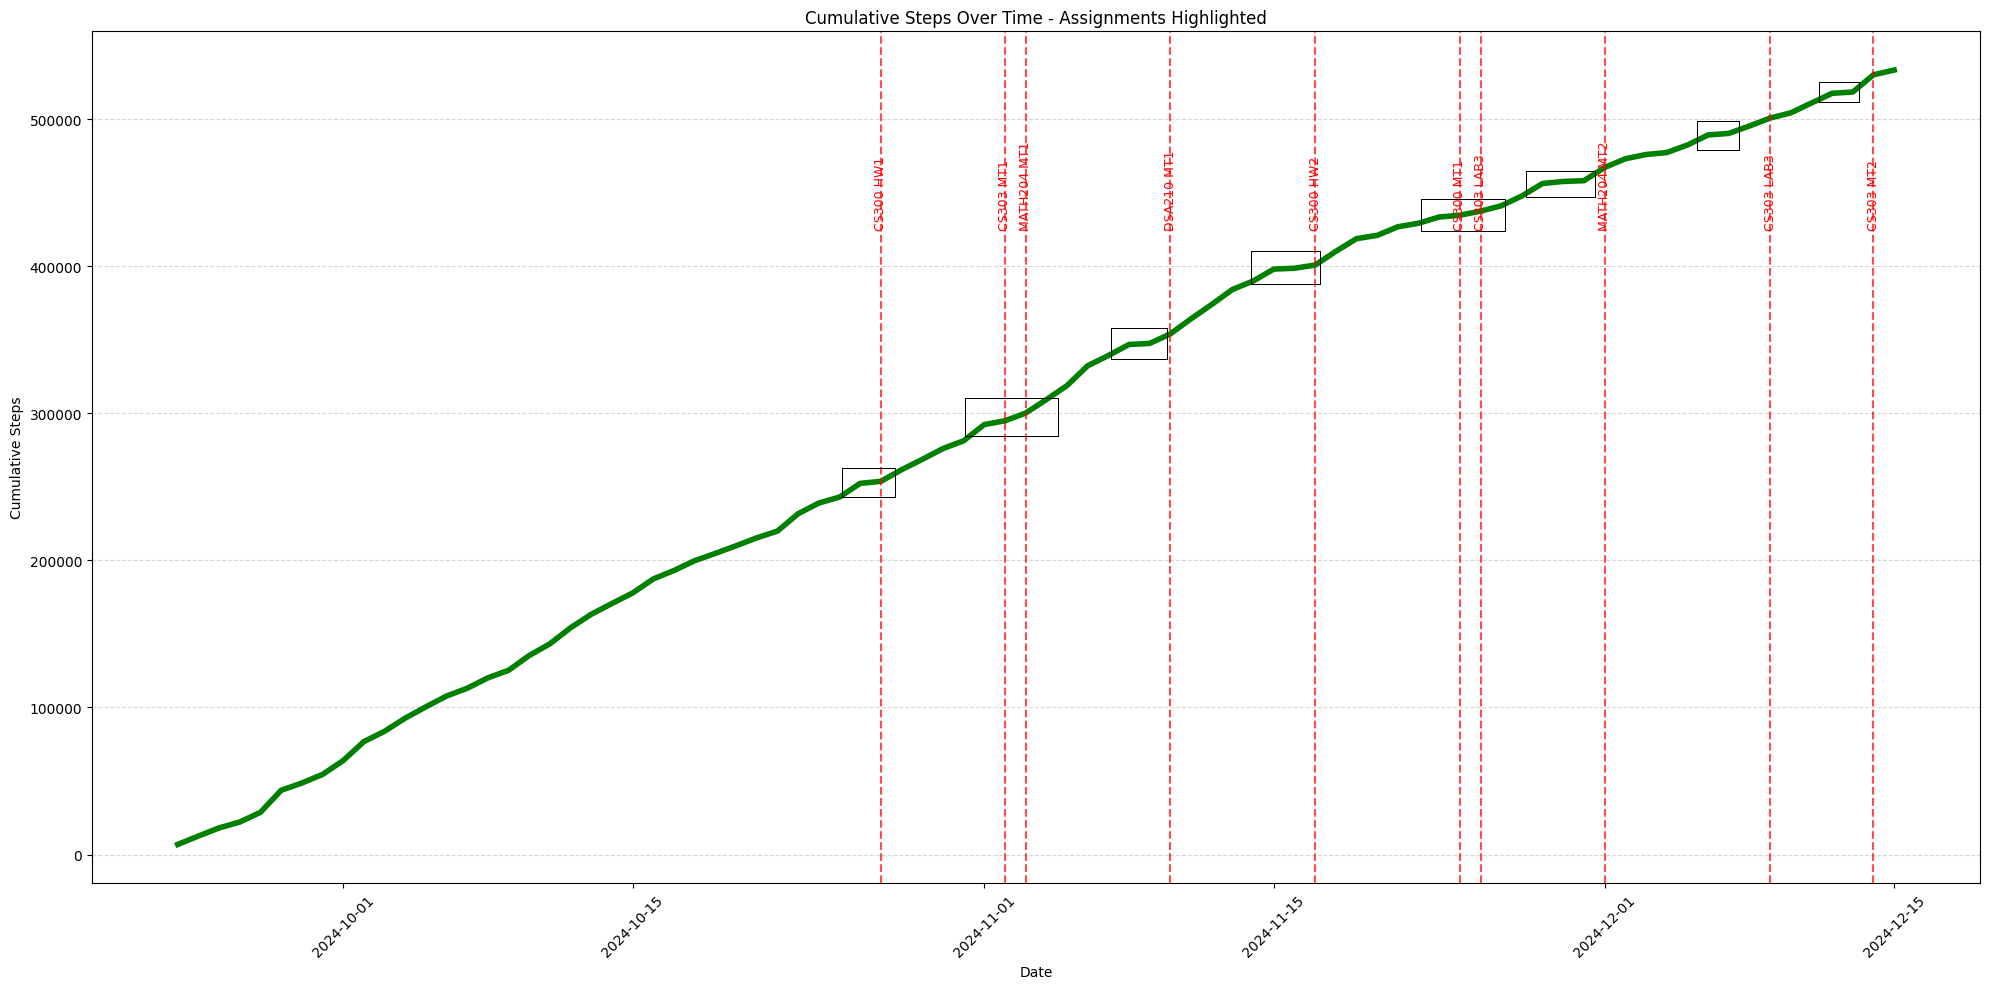 Cumulative Steps Over Time - Assignments Highlighted
Cumulative Steps
500000
400000
300000
200000
100000
0
CS300 HW1
CS303 MT1
MATH204 MT1
DSA210 MT1
CS300 HW2
CS300 MT1
CS303 LAB3
MATH204 MT2
CS303 LAB3
CS303 MT2
2024-10-01
2024-10-15
2024-11-01
2024-11-15
2024-12-01
2024-12-15
Date